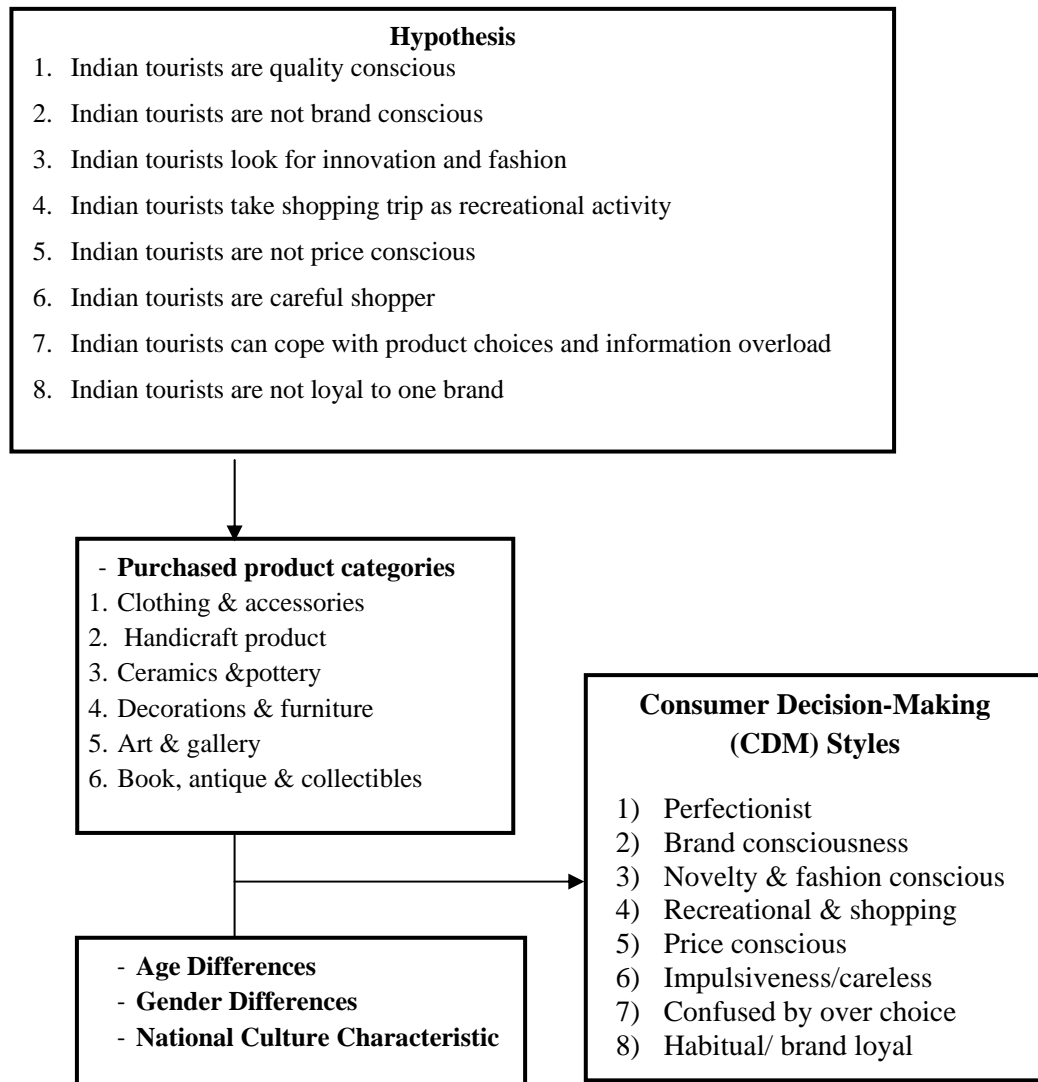 Hypothesis
1. Indian tourists are quality conscious
2. Indian tourists are not brand conscious
3. Indian tourists look for innovation and fashion
4. Indian tourists take shopping trip as recreational activity
5. Indian tourists are not price conscious
6. Indian tourists are careful shopper
7. Indian tourists can cope with product choices and information overload
8. Indian tourists are not loyal to one brand
- Purchased product categories
1. Clothing & accessories
2. Handicraft product
3. Ceramics &pottery
4. Decorations & furniture
5. Art & gallery
6. Book, antique & collectibles
- Age Differences
- Gender Differences
- National Culture Characteristic
Consumer Decision-Making
(CDM) Styles
1) Perfectionist
2) Brand consciousness
3) Novelty & fashion conscious
4) Recreational & shopping
5) Price conscious
6) Impulsiveness/careless
7) Confused by over choice
8) Habitual/ brand loyal